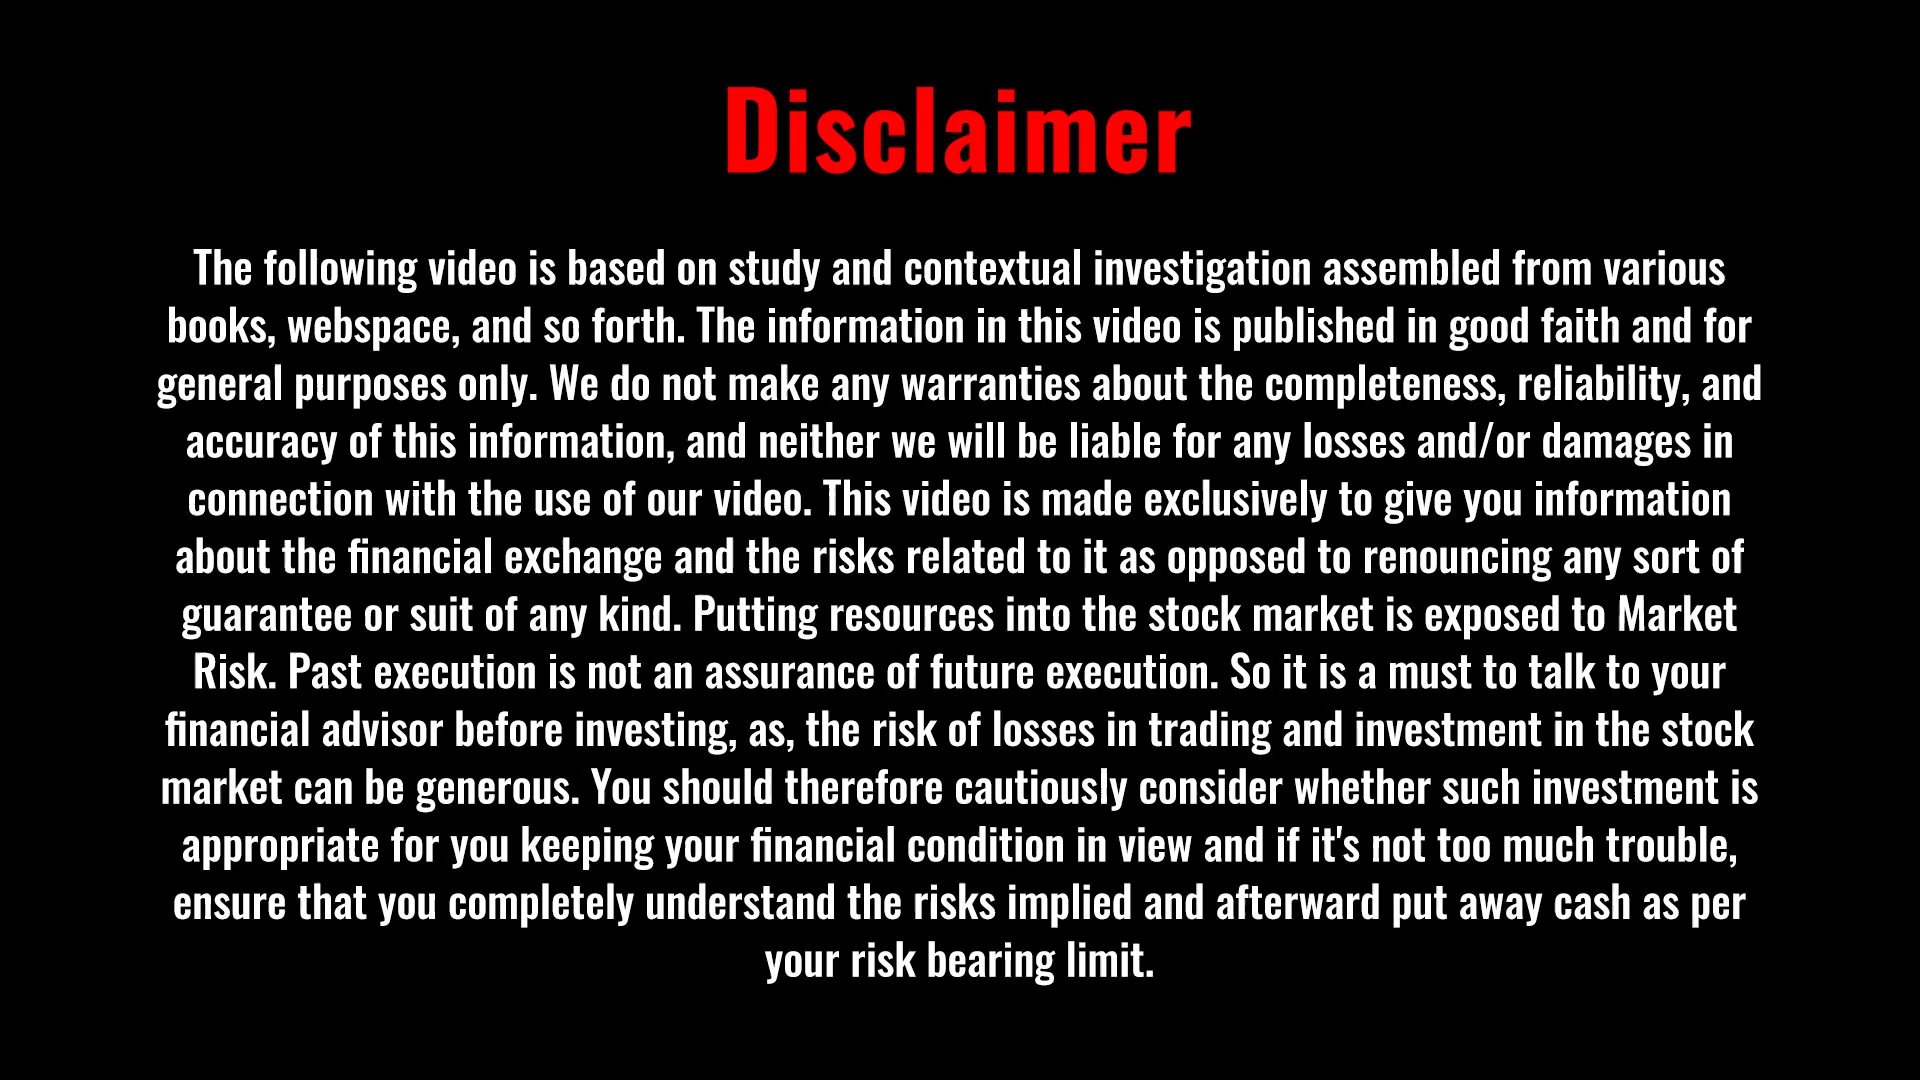 Disclaimer
The following video is based on study and contextual investigation assembled from various
books, webspace, and so forth. The information in this video is published in good faith and for
general purposes only. We do not make any warranties about the completeness, reliability, and
accuracy of this information, and neither we will be liable for any losses and/or damages in
connection with the use of our video. This video is made exclusively to give you information
about the financial exchange and the risks related to it as opposed to renouncing any sort of
guarantee or suit of any kind. Putting resources into the stock market is exposed to Market
Risk. Past execution is not an assurance of future execution. So it is a must to talk to your
financial advisor before investing, as, the risk of losses in trading and investment in the stock
market can be generous. You should therefore cautiously consider whether such investment is
appropriate for you keeping your financial condition in view and if it's not too much trouble,
ensure that you completely understand the risks implied and afterward put away cash as per
your risk bearing limit.